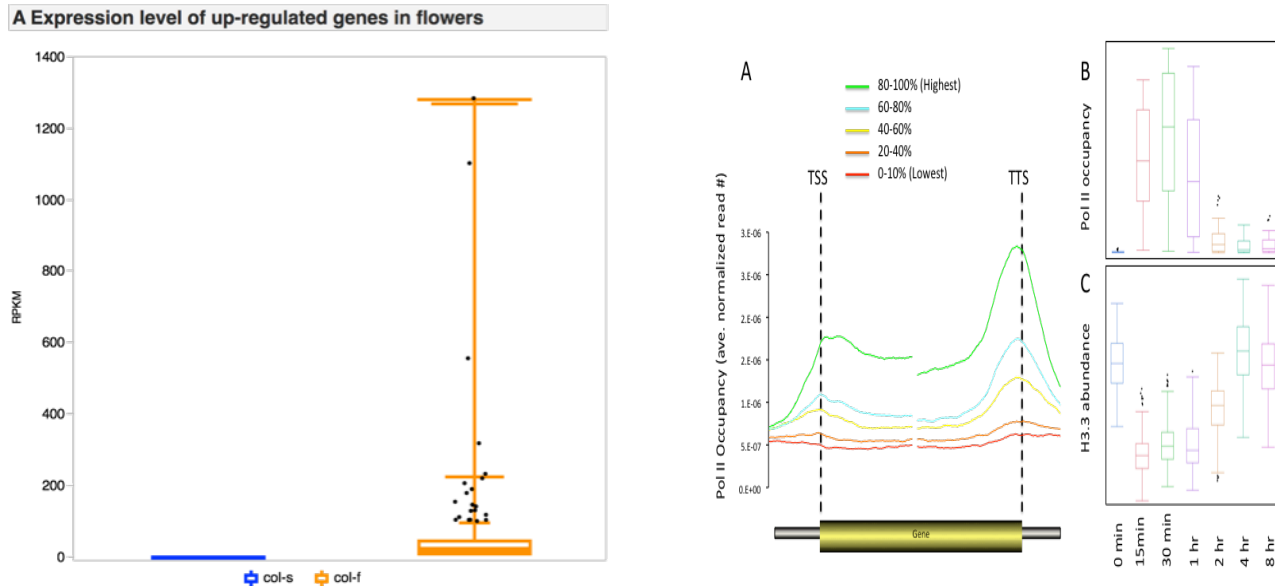 A Expression level of up-regulated genes in flowers
1400
1200
1000
800
600
400
200
0
RPKM
col-s
col-f
A
80-100% (Highest)
60-80%
40-60%
20-40%
0-10% (Lowest)
TSS
TTS
Pol II Occupancy (ave. normalized read #)
3.E-06
3.E-06
2.E-06
2.E-06
1.E-06
5.E-07
0.E+00
Gene
B
Pol II occupancy
C
H3.3 abundance
0 min
15min
30 min
1 hr
2 hr
4 hr
8 hr